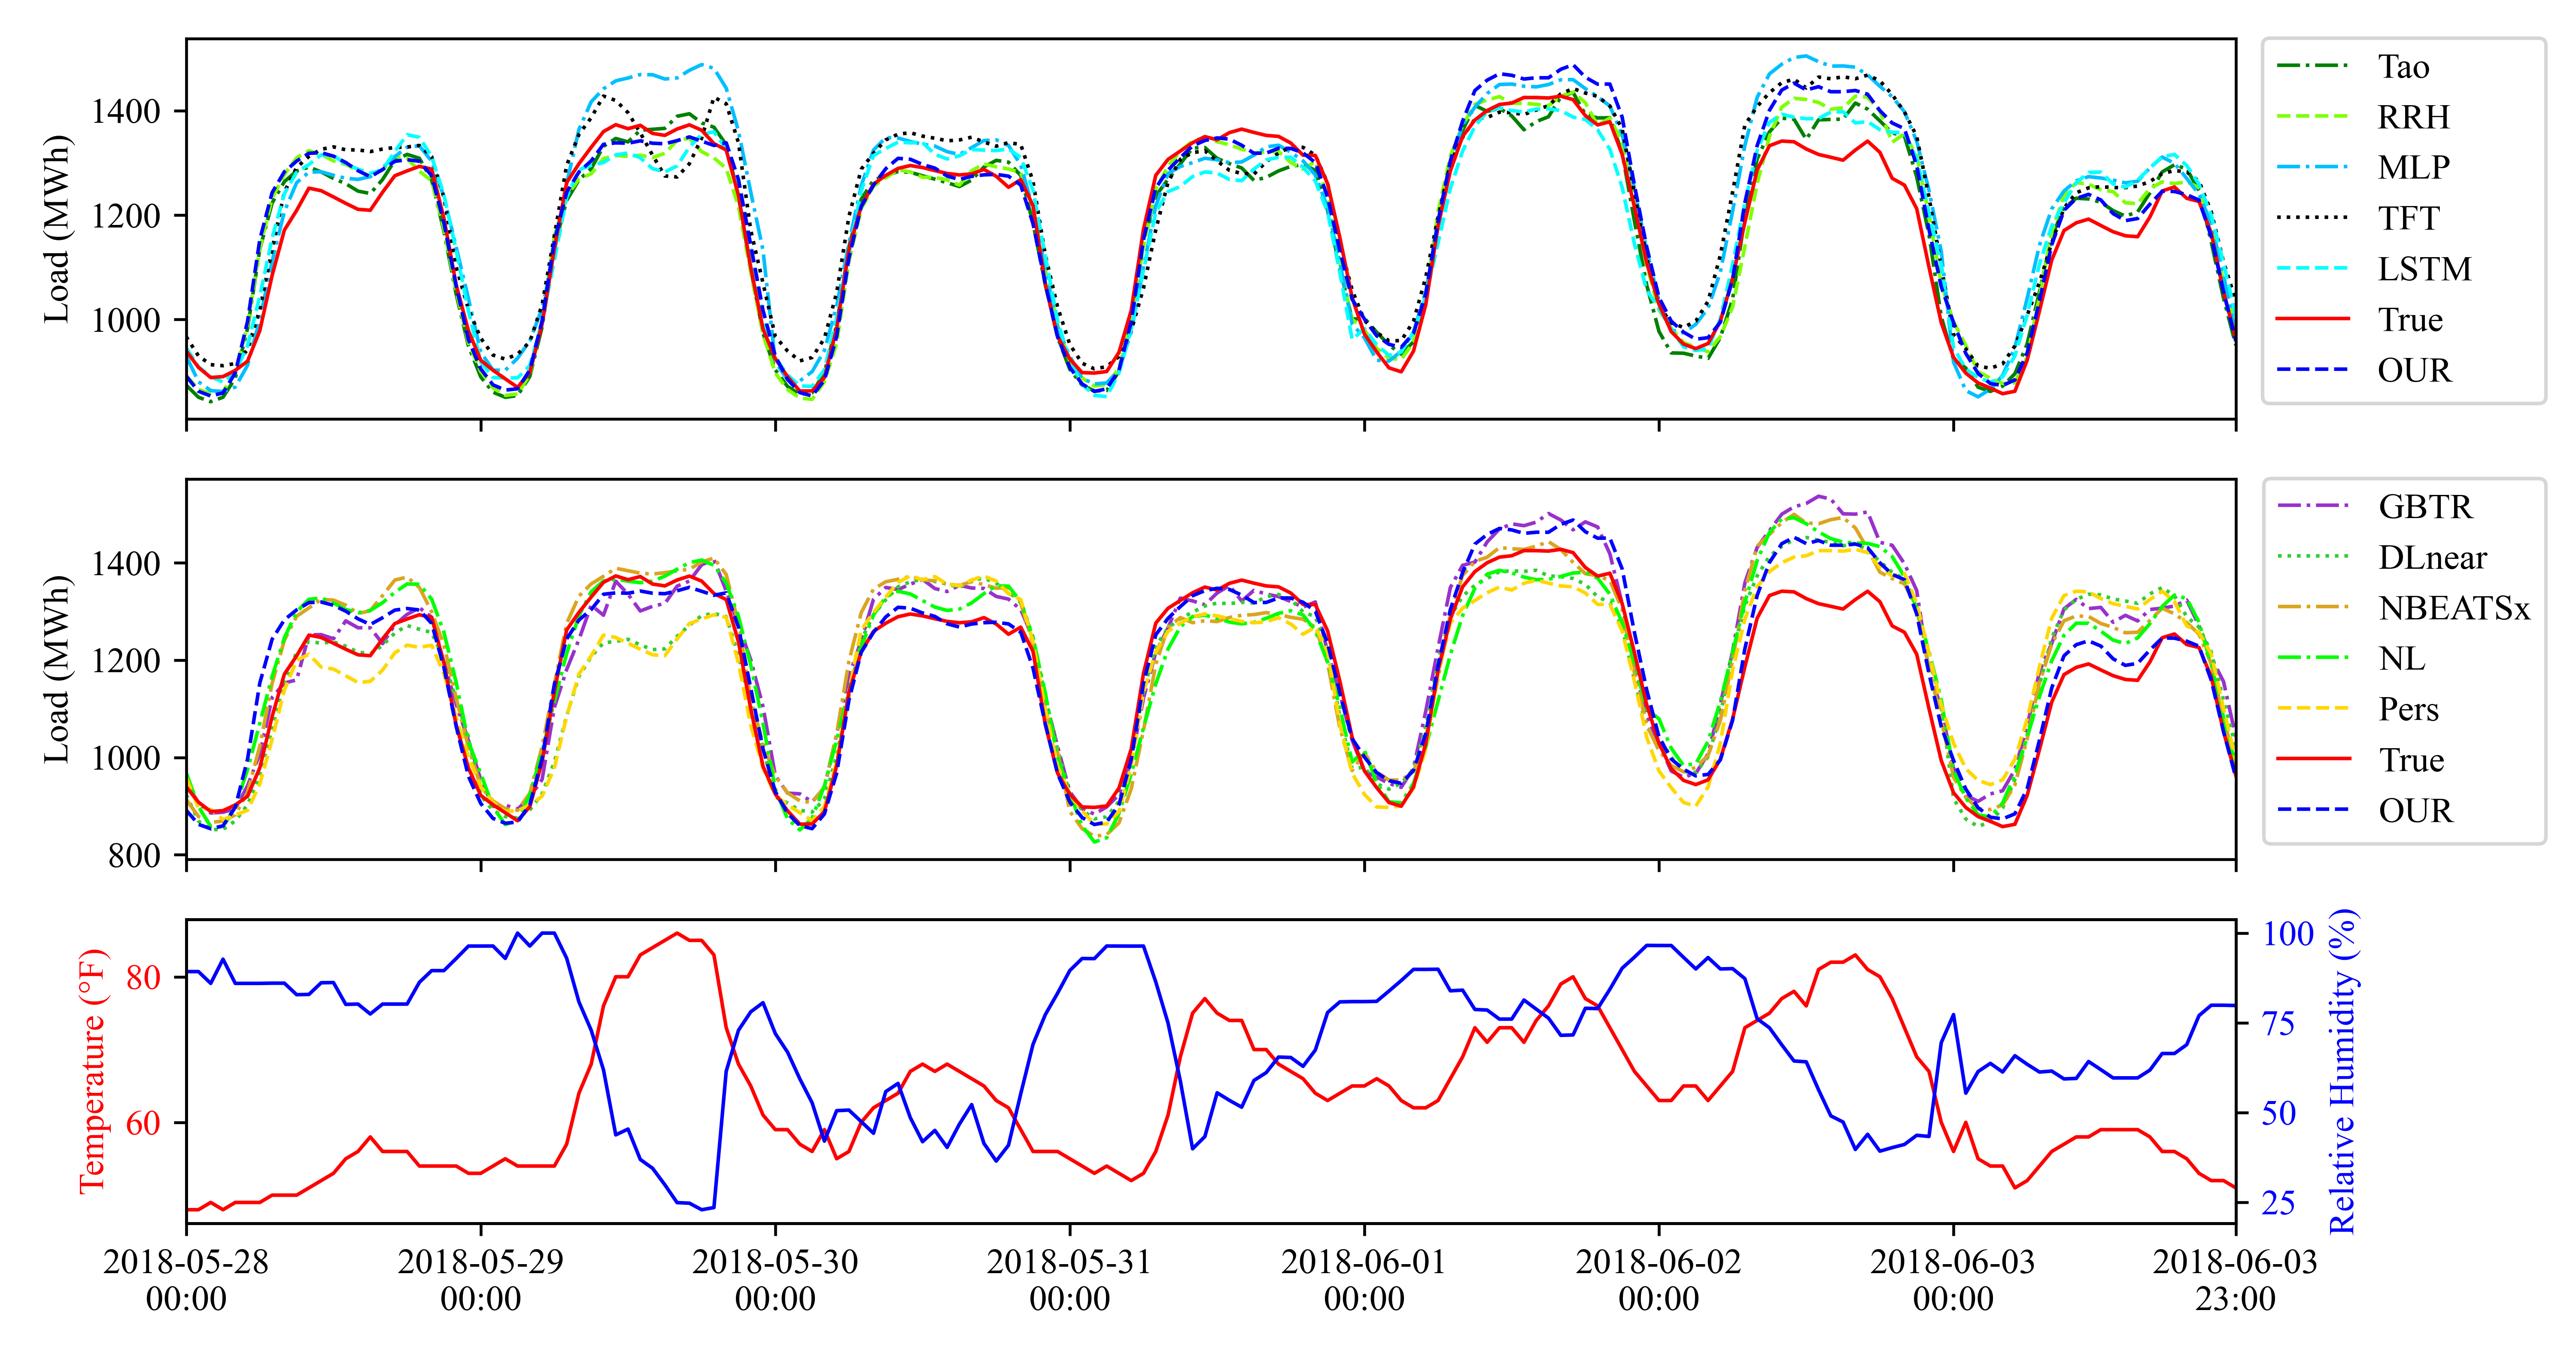 Load (MWh)
1400
1200
1000
Tao
RRH
MLP
TFT
LSTM
True
OUR
Load (MWh)
1400
1200
1000
800
GBTR
DLnear
NBEATSx
NL
Pers
True
OUR
Temperature (°F)
80
60
100
75
50
25
Relative Humidity (%)
2018-05-28 2018-05-29 2018-05-30 2018-05-31 2018-06-01 2018-06-02 2018-06-03 2018-06-03
00:00 00:00 00:00 00:00 00:00 00:00 00:00 23:00